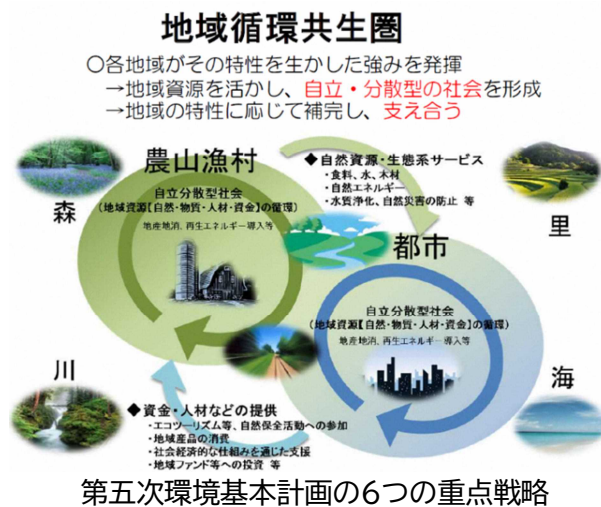 地域循環共生圏
○各地域がその特性を生かした強みを発揮
→地域資源を活かし、自立・分散型の社会を形成
→地域の特性に応じて補完し、支え合う
農山漁村
◆自然資源・生態系サービス
・食料、水、木材
・自然エネルギー
・水質浄化、自然災害の防止 等
自立分散型社会
(地域資源【自然・物質・人材・資金】の循環)
地産地消、再生エネルギー導入等
森
里
都市
自立分散型社会
(地域資源【自然・物質・人材・資金】の循環)
地産地消、再生エネルギー導入等
川
海
◆資金・人材などの提供
・エコツーリズム等、自然保全活動への参加
・地域産品の消費
・社会経済的な仕組みを通じた支援
・地域ファンド等への投資 等
第五次環境基本計画の6つの重点戦略